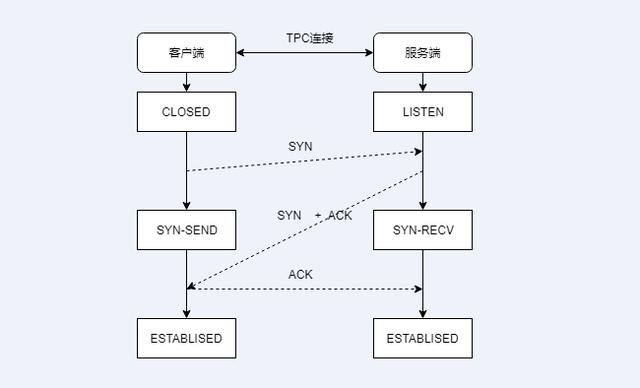 TPC连接
客户端
服务端
CLOSED
LISTEN
SYN
SYN + ACK
SYN-SEND
SYN-RECV
ACK
ESTABLISED
ESTABLISED